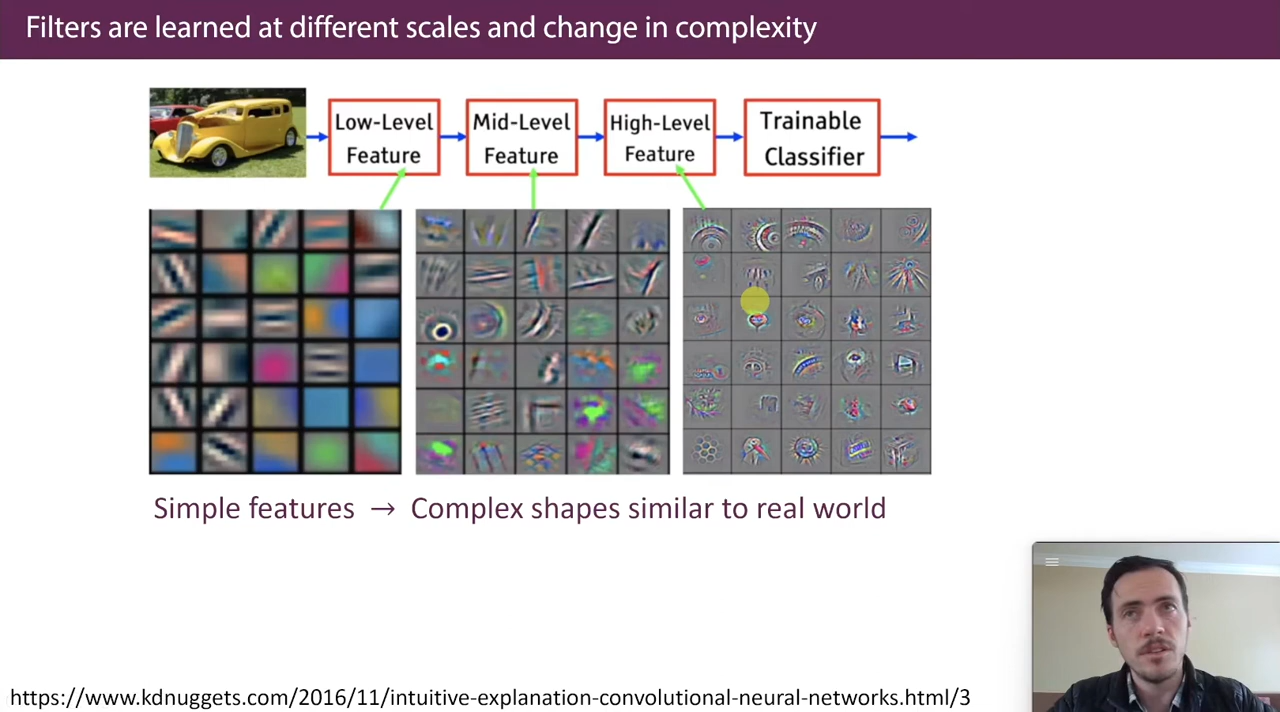 Filters are learned at different scales and change in complexity
Low-Level
Feature
Mid-Level
Feature
High-Level
Feature
Trainable
Classifier
Simple features → Complex shapes similar to real world
https://www.kdnuggets.com/2016/11/intuitive-explanation-convolutional-neural-networks.html/3